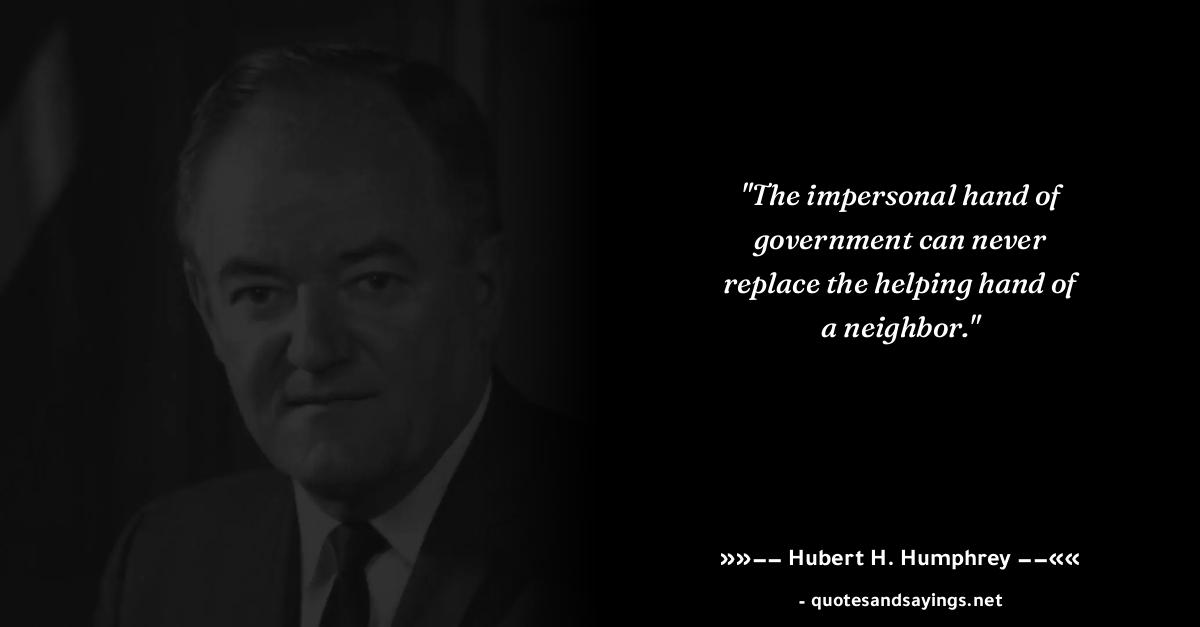 "The impersonal hand of
government can never
replace the helping hand of
a neighbor."
»»−− Hubert H. Humphrey −−««
- quotesandsayings.net